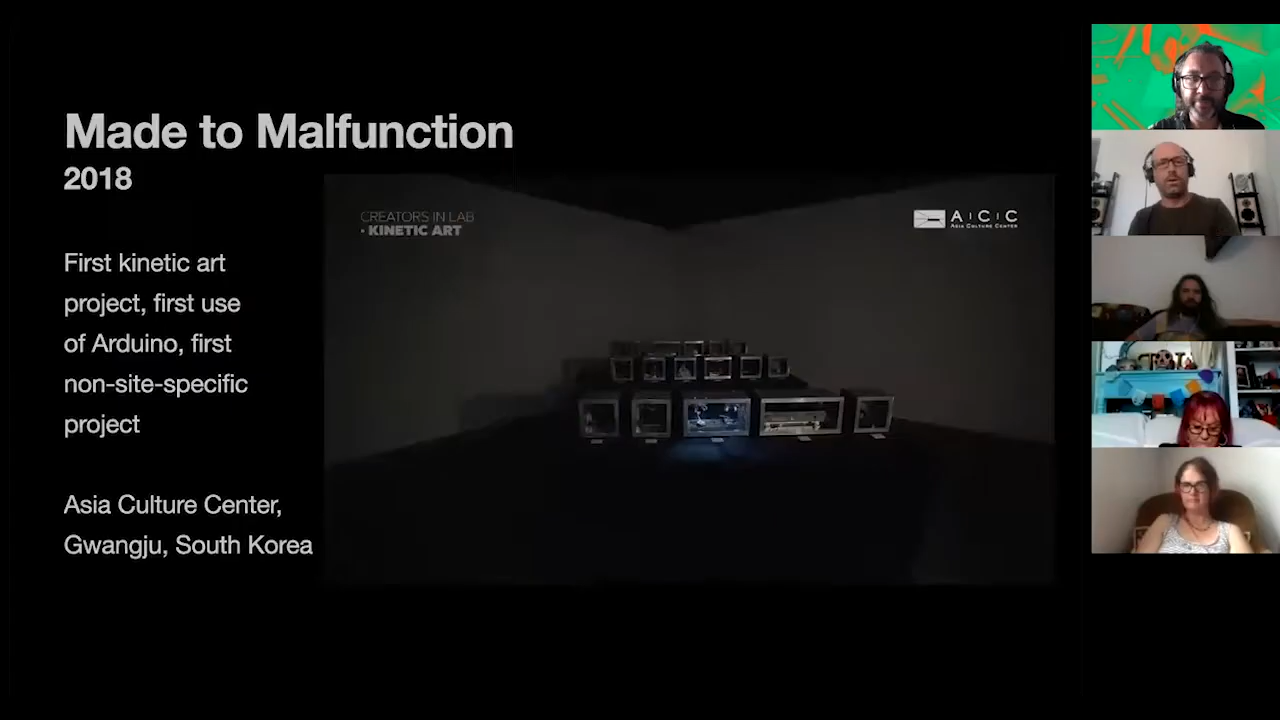 Made to Malfunction
2018
CREATORS IN LAB
• KINETIC ART
A|C|C
ASIA CULTURE CENTER
First kinetic art
project, first use
of Arduino, first
non-site-specific
project
Asia Culture Center,
Gwangju, South Korea